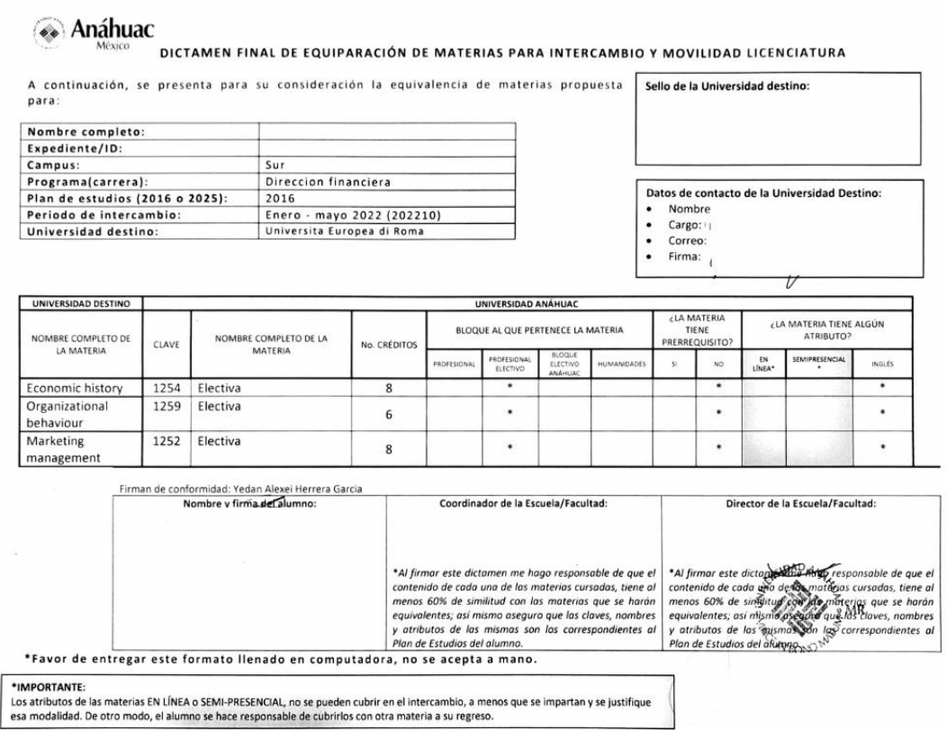 Anáhuac
México
DICTAMEN FINAL DE EQUIPARACIÓN DE MATERIAS PARA INTERCAMBIO Y MOVILIDAD LICENCIATURA
A continuación, se presenta para su consideración la equivalencia de materias propuesta
para:
Sello de la Universidad destino:
Nombre completo:
Expediente/ID:
Campus: Sur
Programa(carrera): Direccion financiera
Plan de estudios (2016 o 2025): 2016
Periodo de intercambio: Enero - mayo 2022 (202210)
Universidad destino: Universita Europea di Roma
Datos de contacto de la Universidad Destino:
• Nombre
• Cargo:
• Correo:
• Firma:
UNIVERSIDAD DESTINO UNIVERSIDAD ANÁHUAC
NOMBRE COMPLETO DE
LA MATERIA
CLAVE
NOMBRE COMPLETO DE LA
MATERIA
No. CRÉDITOS
BLOQUE AL QUE PERTENECE LA MATERIA
¿LA MATERIA
TIENE
PRERREQUISITO?
¿LA MATERIA TIENE ALGÚN
ATRIBUTO?
PROFESIONAL
PROFESIONAL
ELECTIVO
BLOQUE
ELECTIVO
ANÁHUAC
HUMANIDADES
SI
NO
EN
LÍNEA*
SEMIPRESENCIAL
*
INGLÉS
Economic history 1254 Electiva 8 * * *
Organizational
behaviour 1259 Electiva 6 * * *
Marketing
management 1252 Electiva 8 * * *
Firman de conformidad: Yedan Alexei Herrera Garcia
Nombre y firma del alumno:
Coordinador de la Escuela/Facultad:
*Al firmar este dictamen me hago responsable de que el
contenido de cada una de las materias cursadas, tiene al
menos 60% de similitud con las materias que se harán
equivalentes; así mismo aseguro que las claves, nombres
y atributos de las mismas son los correspondientes al
Plan de Estudios del alumno.
Director de la Escuela/Facultad:
*Al firmar este dictamen me hago responsable de que el
contenido de cada una de las materias cursadas, tiene al
menos 60% de similitud con las materias que se harán
equivalentes; así mismo aseguro que las claves, nombres
y atributos de las mismas son los correspondientes al
Plan de Estudios del alumno.
MR
*Favor de entregar este formato llenado en computadora, no se acepta a mano.
*IMPORTANTE:
Los atributos de las materias EN LÍNEA o SEMI-PRESENCIAL, no se pueden cubrir en el intercambio, a menos que se impartan y se justifique
esa modalidad. De otro modo, el alumno se hace responsable de cubrirlos con otra materia a su regreso.